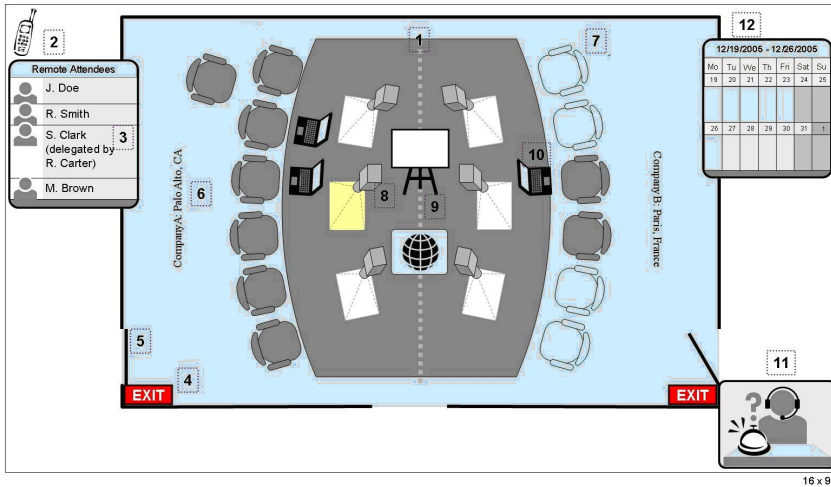 1
2
7
12
Remote Attendees
J. Doe
R. Smith
3
S. Clark
(delegated by
R. Carter)
M. Brown
12/19/2005 - 12/26/2005
Mo Tu We Th Fri Sat Su
19 20 21 22 23 24 25
26 27 28 29 30 31 1
10
6
8
9
Company A: Palo Alto, CA
Company B: Paris, France
5
4
EXIT
EXIT
11
?
16 x 9